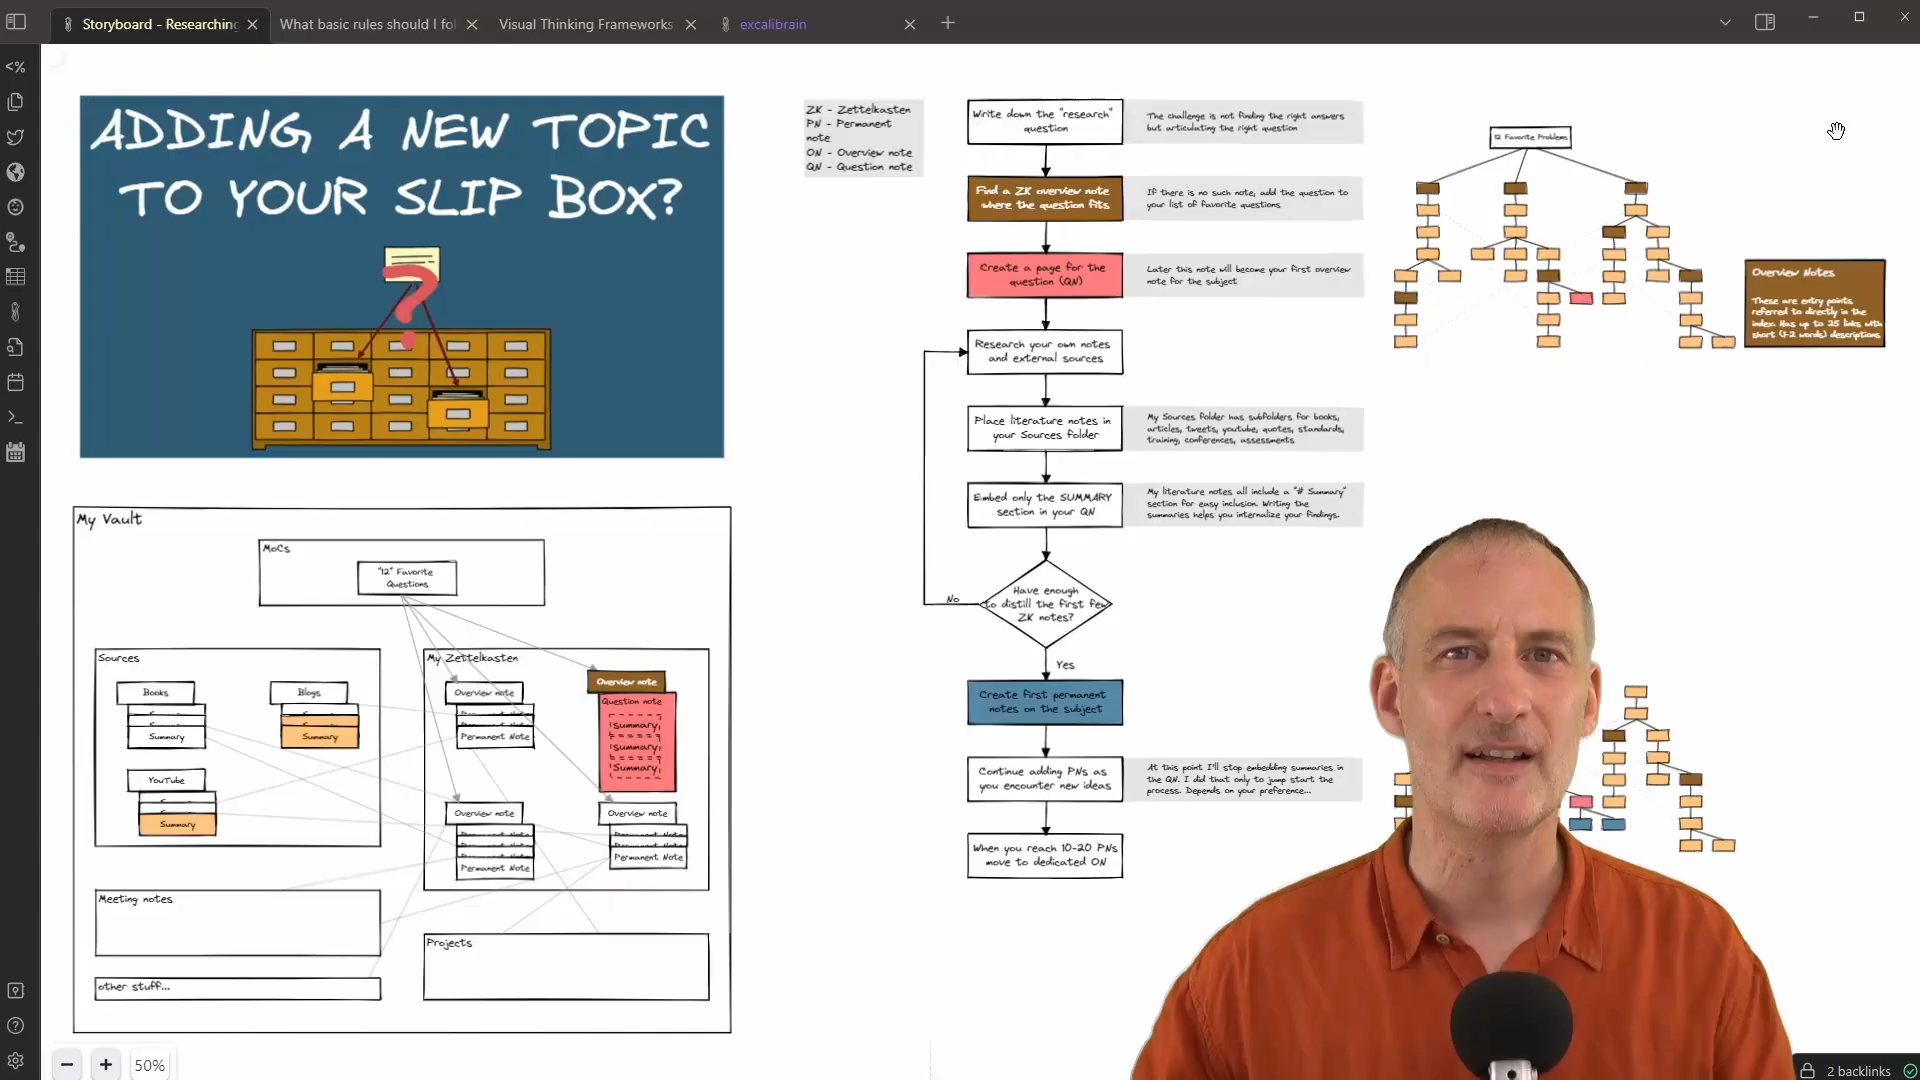 Storyboard - Researching
What basic rules should I fol
Visual Thinking Frameworks
excalibrain
ADDING A NEW TOPIC
TO YOUR SLIP BOX?
?
ZK - Zettelkasten
PN - Permanent
note
ON - Overview note
QN - Question note
Write down the "research"
question
The challenge is not finding the right answers
but articulating the right question
Find a ZK overview note
where the question fits
If there is no such note, add the question to
your list of favorite questions
Create a page for the
question (QN)
Later this note will become your first overview
note for the subject
Research your own notes
and external sources
Place literature notes in
your Sources folder
My Sources folder has subfolders for books,
articles, tweets, youtube, quotes, standards,
training, conferences, assessments
Embed only the SUMMARY
section in your QN
My literature notes all include a "# Summary"
section for easy inclusion. Writing the
summaries helps you internalize your findings.
Have enough
to distill the first few
ZK notes?
No
Yes
Create first permanent
notes on the subject
Continue adding PNs as
you encounter new ideas
At this point I'll stop embedding summaries in
the QN. I did that only to jump start the
process. Depends on your preference...
When you reach 10-20 PNs
move to dedicated ON
12 Favorite Problems
Overview Notes
These are entry points
referred to directly in the
index. Has up to 25 links with
short (1-2 words) descriptions
My Vault
MoCs
"12" Favorite
Questions
Sources
Books
Summary
Blogs
Summary
YouTube
Summary
My Zettelkasten
Overview note
Permanent Note
Overview note
Question note
Summary
Summary
Summary
Overview note
Permanent Note
Overview note
Permanent Note
Meeting notes
Projects
other stuff...
50%
2 backlinks